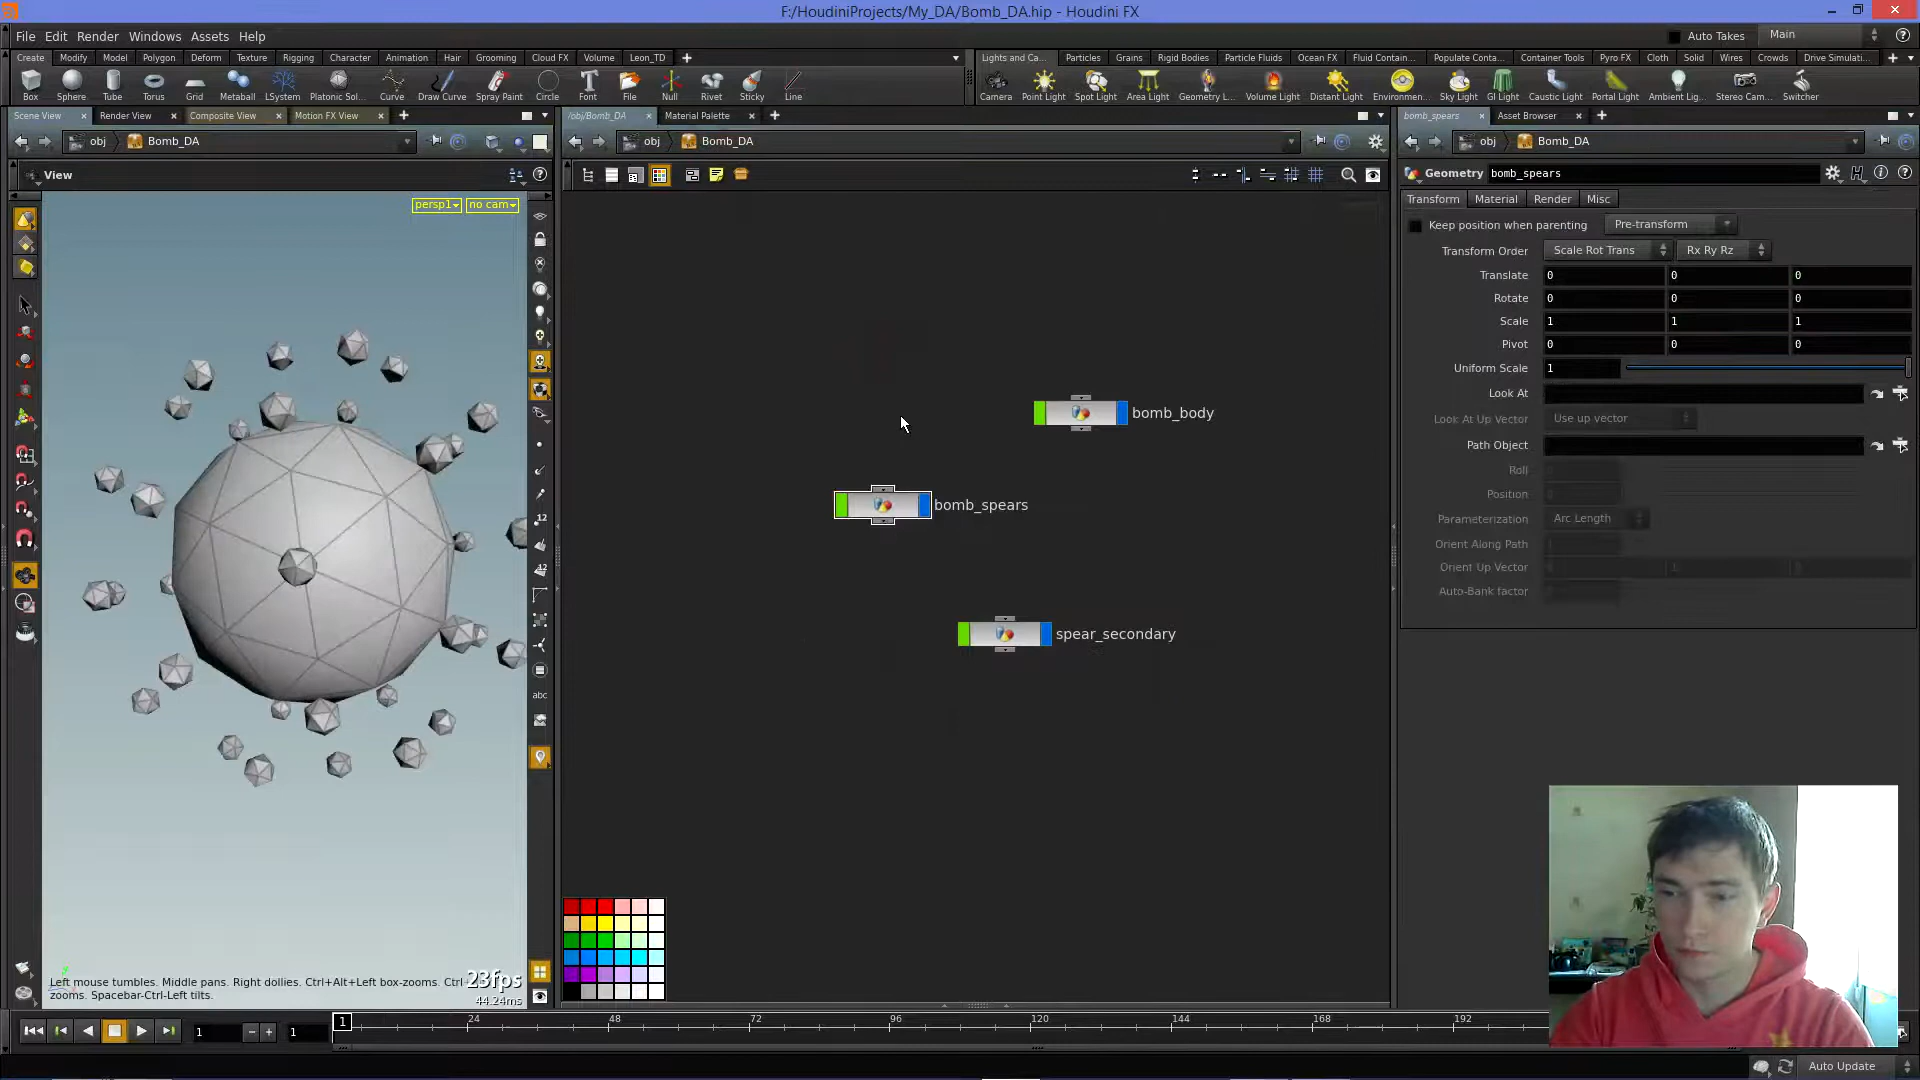 F:/HoudiniProjects/My_DA/Bomb_DA.hip - Houdini FX
File Edit Render Windows Assets Help
Auto Takes Main
Create Modify Model Polygon Deform Texture Rigging Character Animation Hair Grooming Cloud FX Volume Leon_TD
Lights and Ca... Particles Grains Rigid Bodies Particle Fluids Ocean FX Fluid Contain... Populate Conta... Container Tools Pyro FX Cloth Solid Wires Crowds Drive Simulati...
Box Sphere Tube Torus Grid Metaball LSystem Platonic Sol... Curve Draw Curve Spray Paint Circle Font File Null Rivet Sticky Line
Camera Point Light Spot Light Area Light Geometry L... Volume Light Distant Light Environmen... Sky Light GI Light Caustic Light Portal Light Ambient Lig... Stereo Cam... Switcher
Scene View Render View Composite View Motion FX View
/obj/Bomb_DA Material Palette
bomb_spears Asset Browser
obj Bomb_DA
obj Bomb_DA
obj Bomb_DA
View
Geometry bomb_spears
persp1 no cam
Transform Material Render Misc
Keep position when parenting Pre-transform
Transform Order Scale Rot Trans Rx Ry Rz
Translate 0 0 0
Rotate 0 0 0
Scale 1 1 1
Pivot 0 0 0
Uniform Scale 1
Look At
Look At Up Vector Use up vector
Path Object
Roll
Position
Parameterization Arc Length
Orient Along Path
Orient Up Vector
Auto-Bank factor
bomb_body
bomb_spears
spear_secondary
12
12
abc
Left mouse tumbles. Middle pans. Right dollies. Ctrl+Alt+Left box-zooms. Ctrl-
zooms. Spacebar-Ctrl-Left tilts.
23fps
44.24ms
1 1 1 24 48 72 96 120 144 168 192
Auto Update